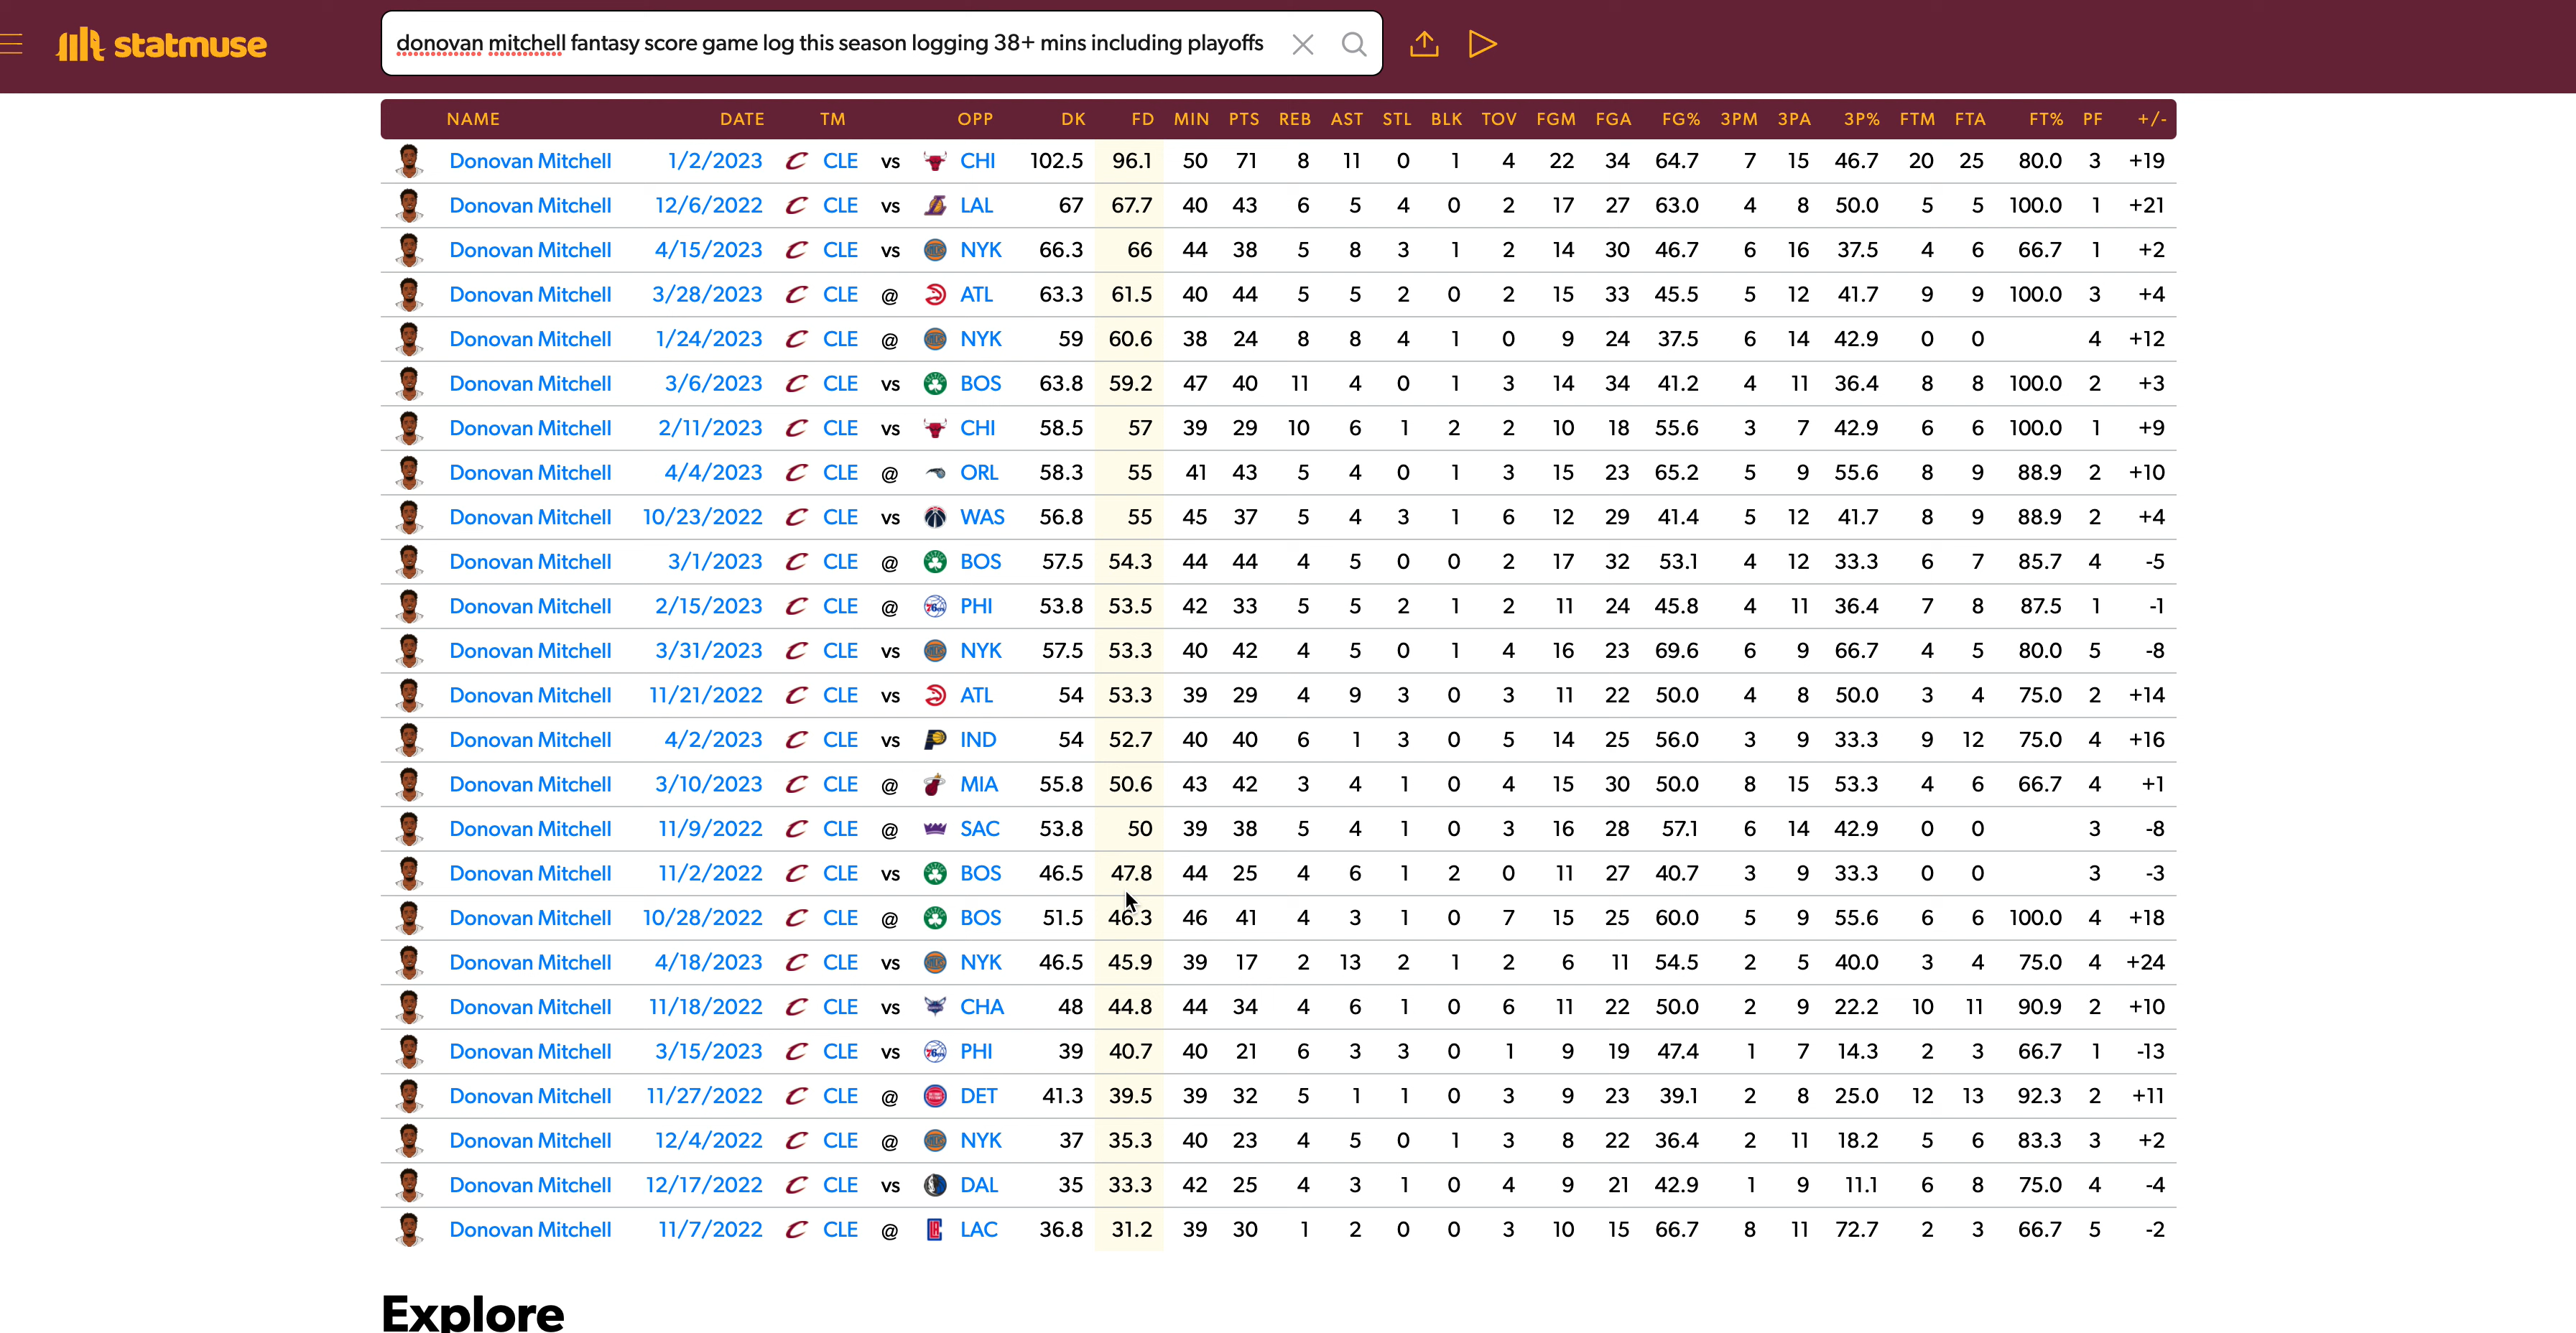 statmuse
donovan mitchell fantasy score game log this season logging 38+ mins including playoffs
NAME DATE TM OPP DK FD MIN PTS REB AST STL BLK TOV FGM FGA FG% 3PM 3PA 3P% FTM FTA FT% PF +/-
Donovan Mitchell 1/2/2023 CLE vs CHI 102.5 96.1 50 71 8 11 0 1 4 22 34 64.7 7 15 46.7 20 25 80.0 3 +19
Donovan Mitchell 12/6/2022 CLE vs LAL 67 67.7 40 43 6 5 4 0 2 17 27 63.0 4 8 50.0 5 5 100.0 1 +21
Donovan Mitchell 4/15/2023 CLE vs NYK 66.3 66 44 38 5 8 3 1 2 14 30 46.7 6 16 37.5 4 6 66.7 1 +2
Donovan Mitchell 3/28/2023 CLE @ ATL 63.3 61.5 40 44 5 5 2 0 2 15 33 45.5 5 12 41.7 9 9 100.0 3 +4
Donovan Mitchell 1/24/2023 CLE @ NYK 59 60.6 38 24 8 8 4 1 0 9 24 37.5 6 14 42.9 0 0 4 +12
Donovan Mitchell 3/6/2023 CLE vs BOS 63.8 59.2 47 40 11 4 0 1 3 14 34 41.2 4 11 36.4 8 8 100.0 2 +3
Donovan Mitchell 2/11/2023 CLE vs CHI 58.5 57 39 29 10 6 1 2 2 10 18 55.6 3 7 42.9 6 6 100.0 1 +9
Donovan Mitchell 4/4/2023 CLE @ ORL 58.3 55 41 43 5 4 0 1 3 15 23 65.2 5 9 55.6 8 9 88.9 2 +10
Donovan Mitchell 10/23/2022 CLE vs WAS 56.8 55 45 37 5 4 3 1 6 12 29 41.4 5 12 41.7 8 9 88.9 2 +4
Donovan Mitchell 3/1/2023 CLE @ BOS 57.5 54.3 44 44 4 5 0 0 2 17 32 53.1 4 12 33.3 6 7 85.7 4 -5
Donovan Mitchell 2/15/2023 CLE @ PHI 53.8 53.5 42 33 5 5 2 1 2 11 24 45.8 4 11 36.4 7 8 87.5 1 -1
Donovan Mitchell 3/31/2023 CLE vs NYK 57.5 53.3 40 42 4 5 0 1 4 16 23 69.6 6 9 66.7 4 5 80.0 5 -8
Donovan Mitchell 11/21/2022 CLE vs ATL 54 53.3 39 29 4 9 3 0 3 11 22 50.0 4 8 50.0 3 4 75.0 2 +14
Donovan Mitchell 4/2/2023 CLE vs IND 54 52.7 40 40 6 1 3 0 5 14 25 56.0 3 9 33.3 9 12 75.0 4 +16
Donovan Mitchell 3/10/2023 CLE @ MIA 55.8 50.6 43 42 3 4 1 0 4 15 30 50.0 8 15 53.3 4 6 66.7 4 +1
Donovan Mitchell 11/9/2022 CLE @ SAC 53.8 50 39 38 5 4 1 0 3 16 28 57.1 6 14 42.9 0 0 3 -8
Donovan Mitchell 11/2/2022 CLE vs BOS 46.5 47.8 44 25 4 6 1 2 0 11 27 40.7 3 9 33.3 0 0 3 -3
Donovan Mitchell 10/28/2022 CLE @ BOS 51.5 46.3 46 41 4 3 1 0 7 15 25 60.0 5 9 55.6 6 6 100.0 4 +18
Donovan Mitchell 4/18/2023 CLE vs NYK 46.5 45.9 39 17 2 13 2 1 2 6 11 54.5 2 5 40.0 3 4 75.0 4 +24
Donovan Mitchell 11/18/2022 CLE vs CHA 48 44.8 44 34 4 6 1 0 6 11 22 50.0 2 9 22.2 10 11 90.9 2 +10
Donovan Mitchell 3/15/2023 CLE vs PHI 39 40.7 40 21 6 3 3 0 1 9 19 47.4 1 7 14.3 2 3 66.7 1 -13
Donovan Mitchell 11/27/2022 CLE @ DET 41.3 39.5 39 32 5 1 1 0 3 9 23 39.1 2 8 25.0 12 13 92.3 2 +11
Donovan Mitchell 12/4/2022 CLE @ NYK 37 35.3 40 23 4 5 0 1 3 8 22 36.4 2 11 18.2 5 6 83.3 3 +2
Donovan Mitchell 12/17/2022 CLE vs DAL 35 33.3 42 25 4 3 1 0 4 9 21 42.9 1 9 11.1 6 8 75.0 4 -4
Donovan Mitchell 11/7/2022 CLE @ LAC 36.8 31.2 39 30 1 2 0 0 3 10 15 66.7 8 11 72.7 2 3 66.7 5 -2
Explore